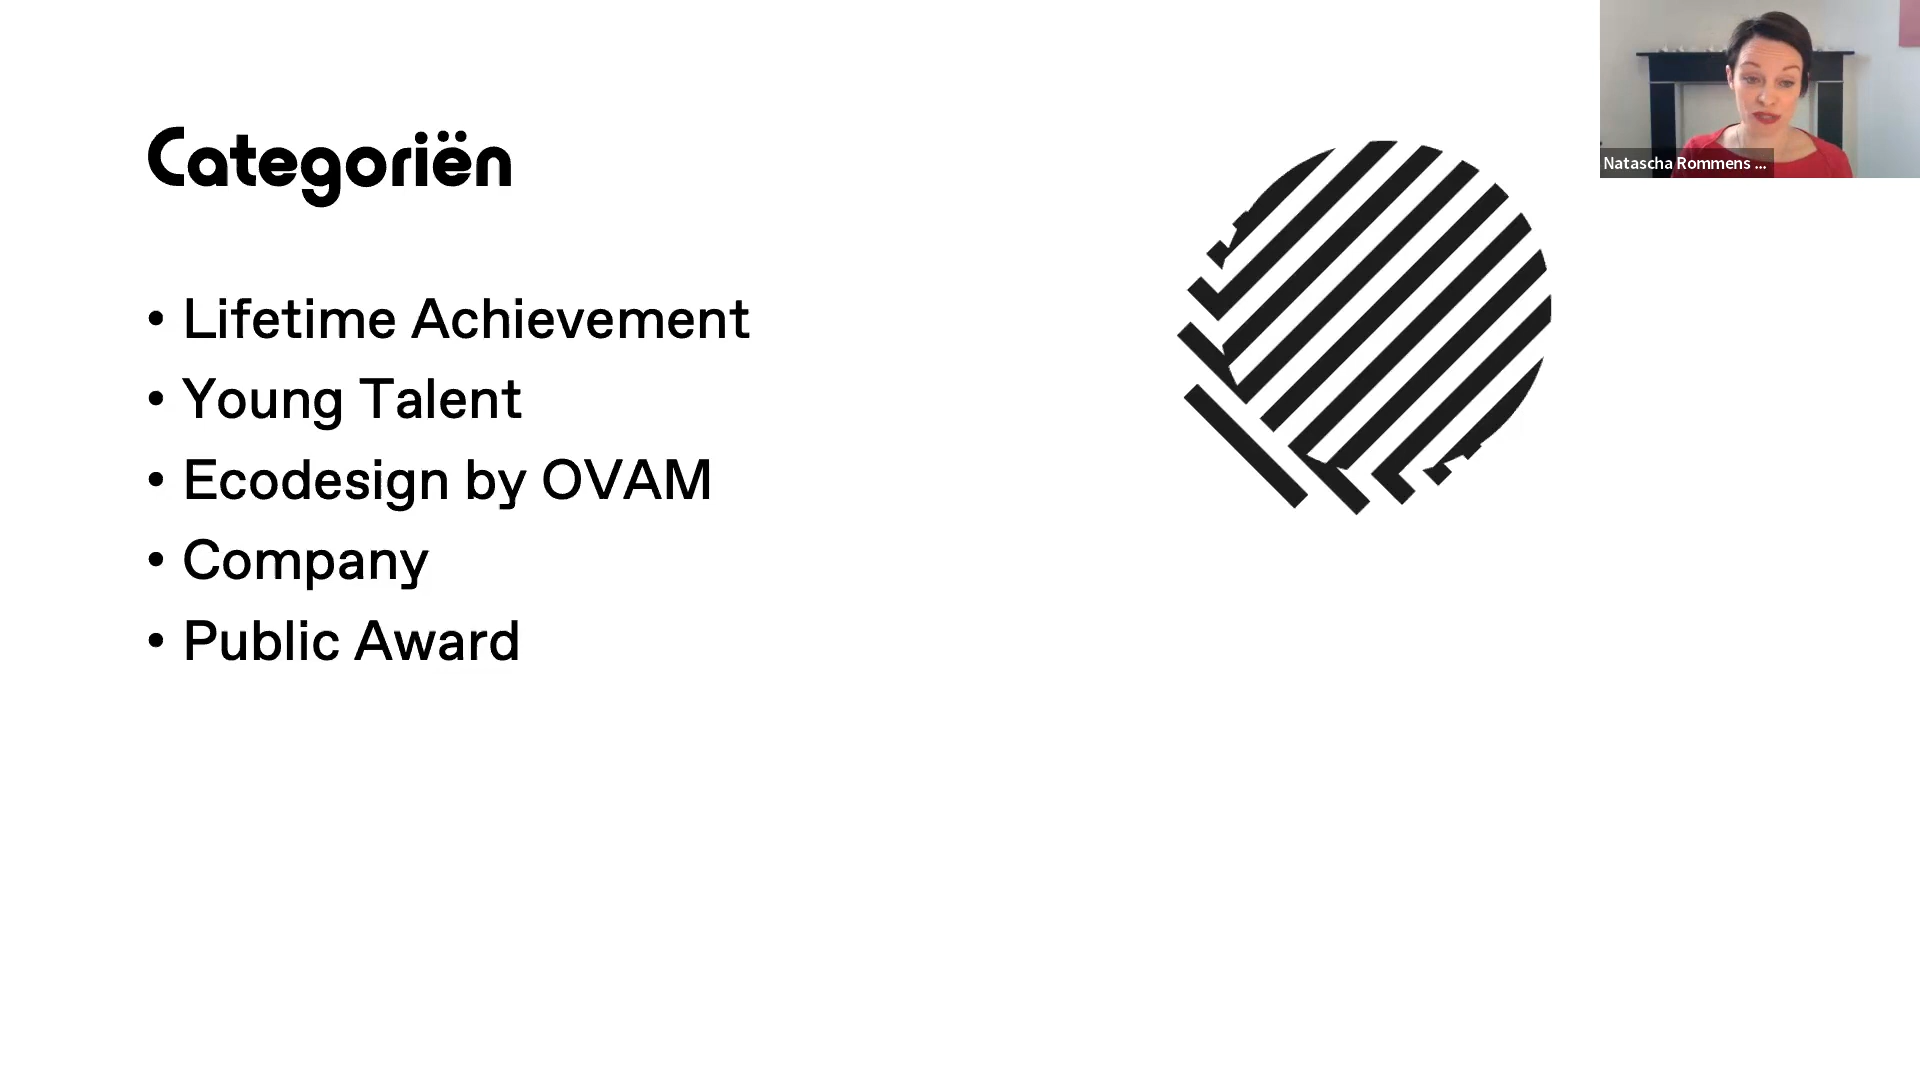 Categoriën
• Lifetime Achievement
• Young Talent
• Ecodesign by OVAM
• Company
• Public Award
Natascha Rommens ...